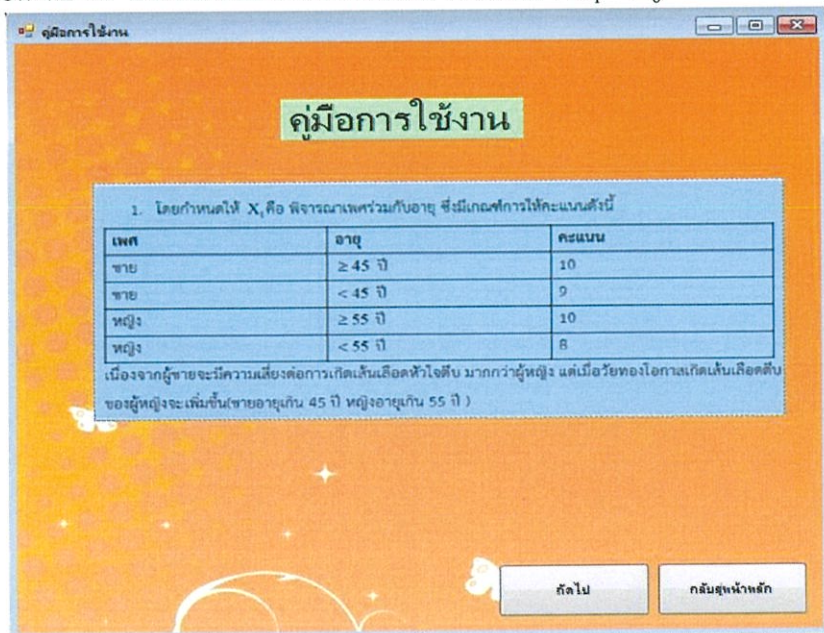 คู่มือการใช้งาน
คู่มือการใช้งาน
1. โดยกำหนดให้ X₁ คือ พิจารณาเพศร่วมกับอายุ ซึ่งมีเกณฑ์การให้คะแนนดังนี้
เพศ อายุ คะแนน
ชาย ≥ 45 ปี 10
ชาย < 45 ปี 9
หญิง ≥ 55 ปี 10
หญิง < 55 ปี 8
เนื่องจากผู้ชายจะมีความเสี่ยงต่อการเกิดเส้นเลือดหัวใจตีบ มากกว่าผู้หญิง แต่เมื่อวัยทองโอกาสเกิดเส้นเลือดตีบ
ของผู้หญิงจะเพิ่มขึ้น(ชายอายุเกิน 45 ปี หญิงอายุเกิน 55 ปี )
ถัดไป กลับสู่หน้าหลัก